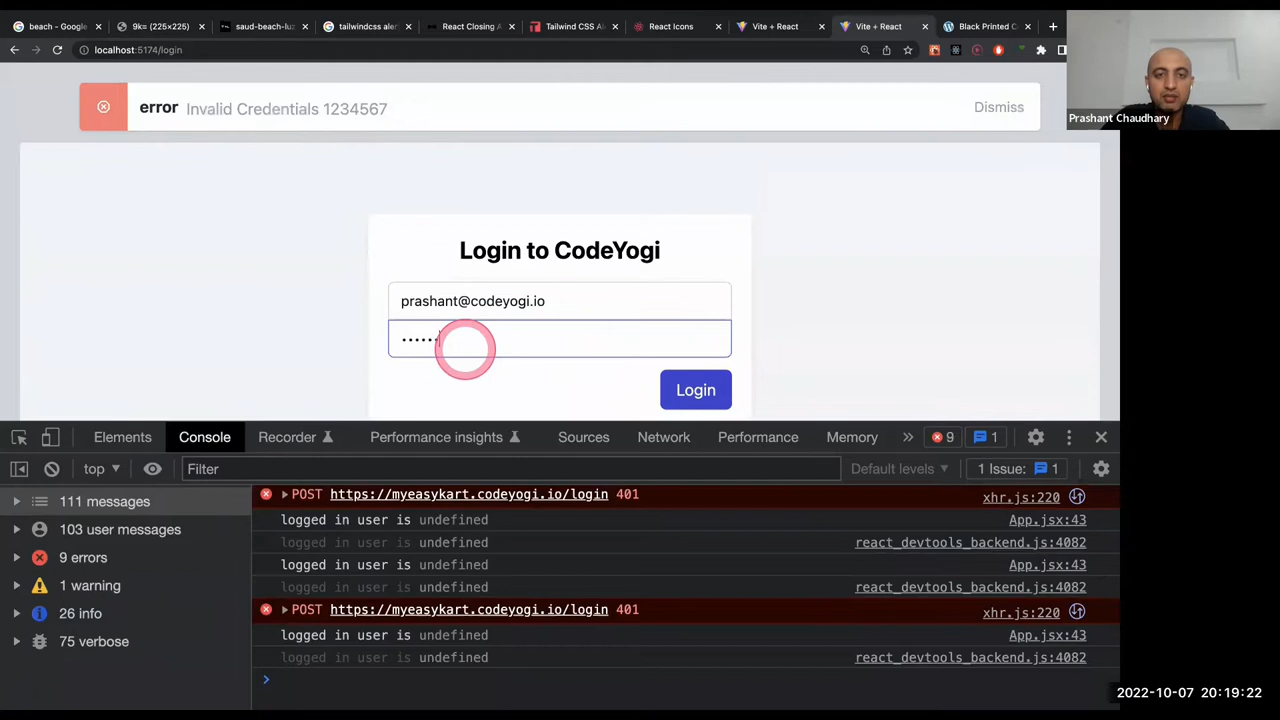 beach - Google
9k= (225×225)
saud-beach-lu
tailwindcss aler
React Closing A
Tailwind CSS Al
React Icons
Vite + React
Vite + React
Black Printed C
localhost:5174/login
error Invalid Credentials 1234567
Dismiss
Prashant Chaudhary
Login to CodeYogi
prashant@codeyogi.io
••••••
Login
Elements
Console
Recorder
Performance insights
Sources
Network
Performance
Memory
»
9
1
top
Filter
Default levels
1 Issue: 1
111 messages
103 user messages
9 errors
1 warning
26 info
75 verbose
POST https://myeasykart.codeyogi.io/login 401 xhr.js:220
logged in user is undefined App.jsx:43
logged in user is undefined react_devtools_backend.js:4082
logged in user is undefined App.jsx:43
logged in user is undefined react_devtools_backend.js:4082
POST https://myeasykart.codeyogi.io/login 401 xhr.js:220
logged in user is undefined App.jsx:43
logged in user is undefined react_devtools_backend.js:4082
>
2022-10-07 20:19:22